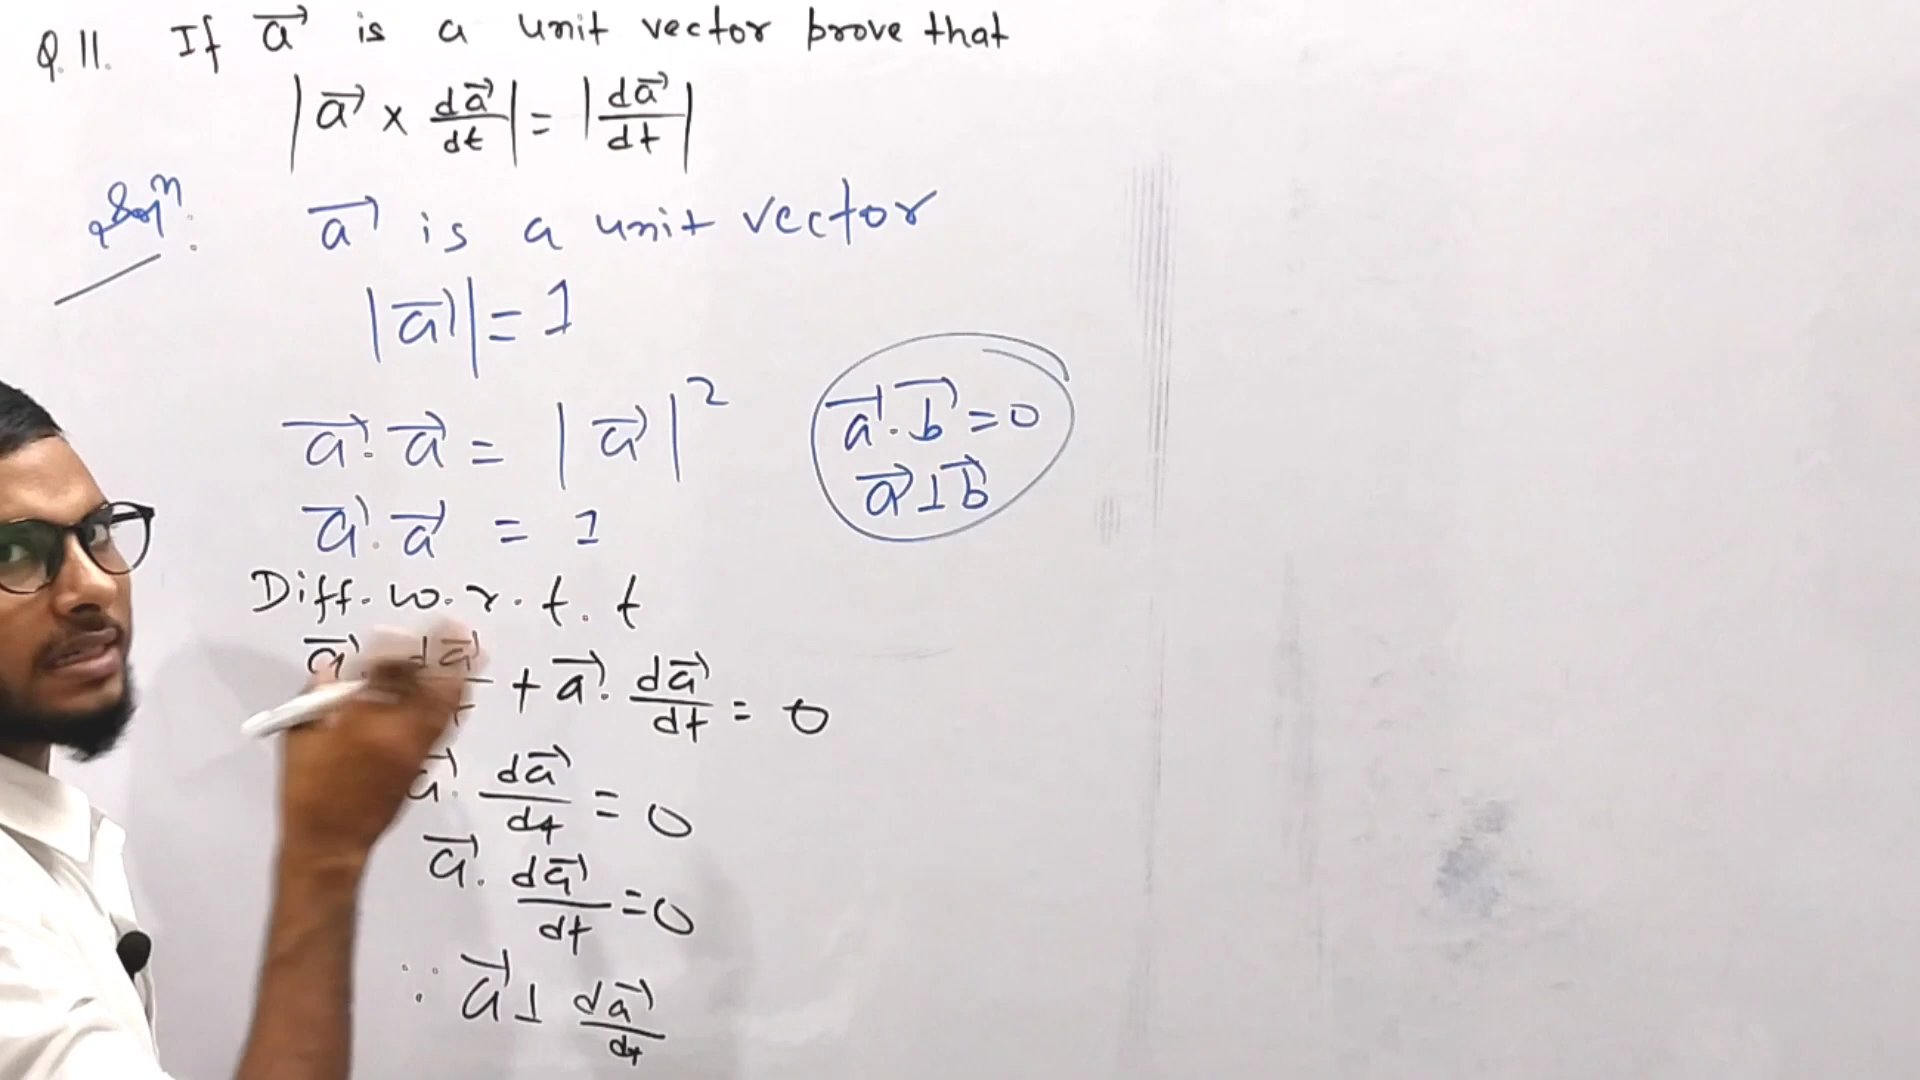 Q.11. If a⃗ is a unit vector prove that
|a⃗ × da⃗/dt| = |da⃗/dt|
Solⁿ: a⃗ is a unit vector
|a⃗| = 1
a⃗ . a⃗ = |a⃗|²
a⃗ . a⃗ = 1
a⃗ . b⃗ = 0
a⃗ ⊥ b⃗
Diff. w.r.t. t
a⃗ . da⃗/ + a⃗ . da⃗/dt = 0
a⃗ . da⃗/dt = 0
a⃗ . da⃗/dt = 0
∵ a⃗ ⊥ da⃗/dt